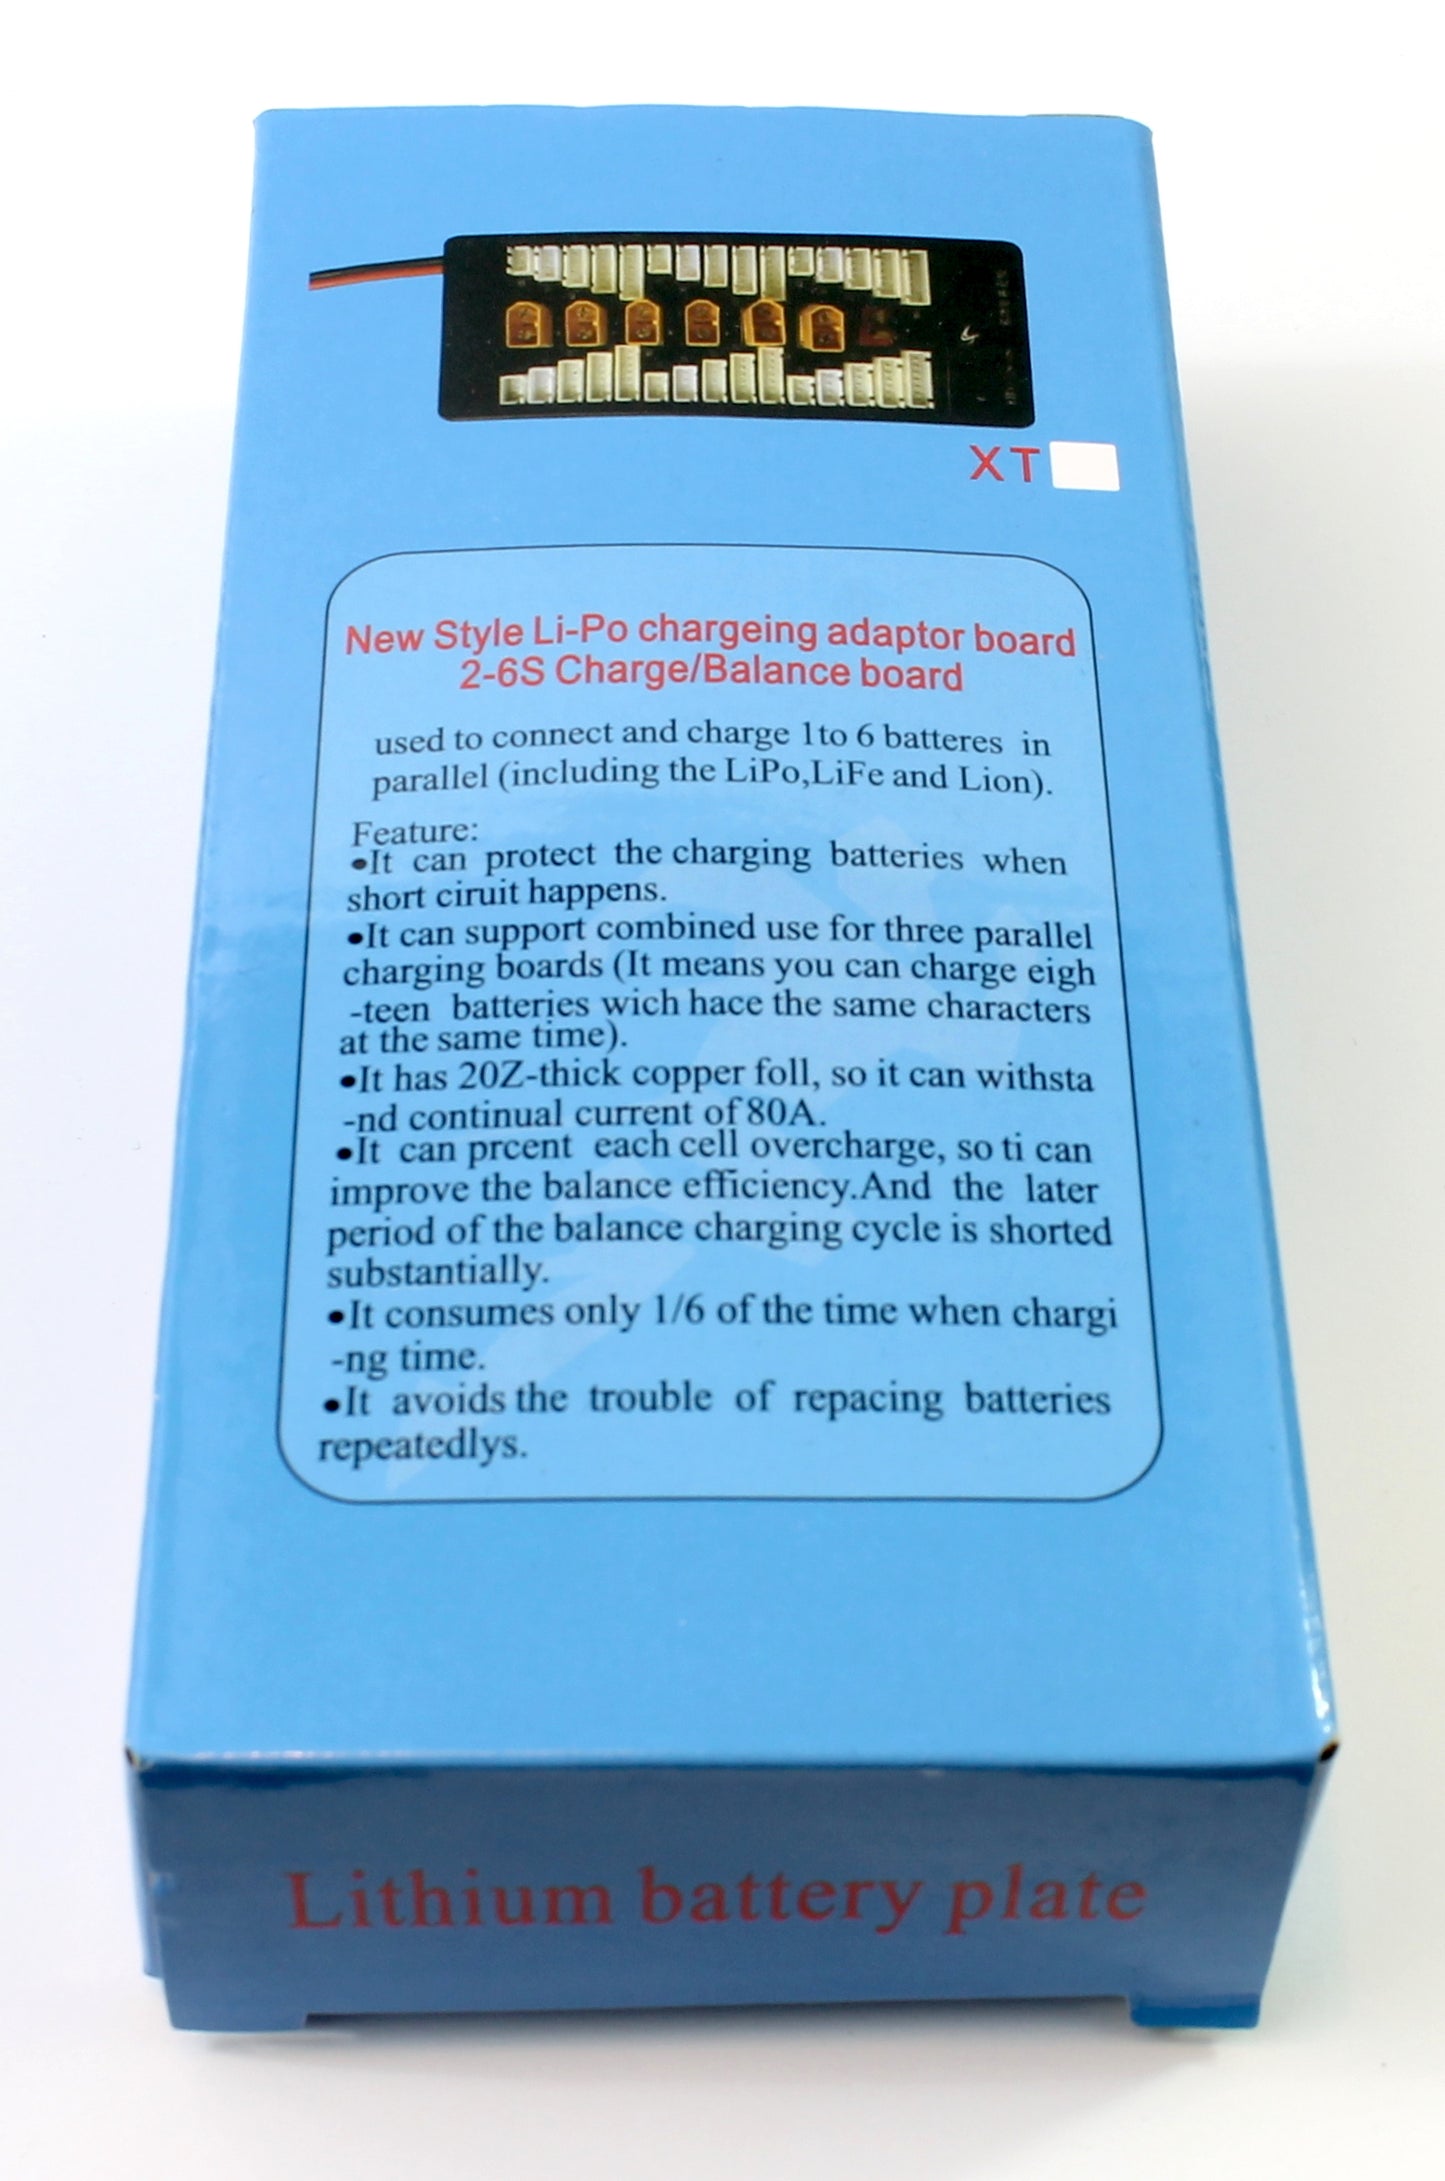 XT
New Style Li-Po chargeing adaptor board
2-6S Charge/Balance board
used to connect and charge 1to 6 batteres in
parallel (including the LiPo,LiFe and Lion).
Feature:
●It can protect the charging batteries when
short ciruit happens.
●It can support combined use for three parallel
charging boards (It means you can charge eigh
-teen batteries wich hace the same characters
at the same time).
●It has 20Z-thick copper foll, so it can withsta
-nd continual current of 80A.
●It can prcent each cell overcharge, so ti can
improve the balance efficiency.And the later
period of the balance charging cycle is shorted
substantially.
●It consumes only 1/6 of the time when chargi
-ng time.
●It avoids the trouble of repacing batteries
repeatedlys.
Lithium battery plate